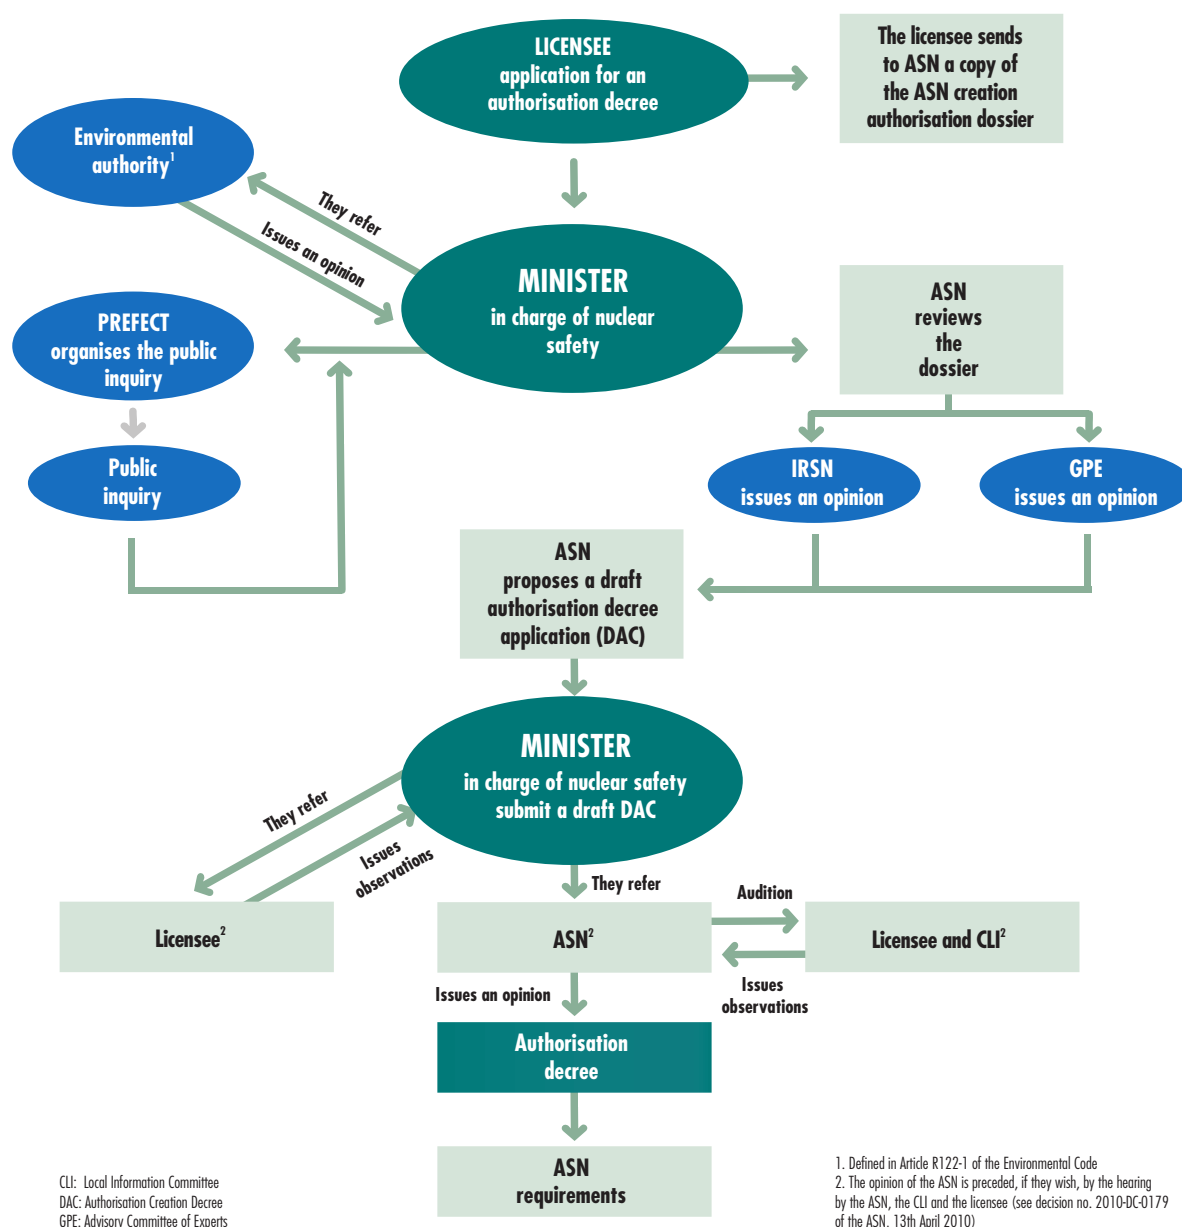 LICENSEE
application for an
authorisation decree
The licensee sends
to ASN a copy of
the ASN creation
authorisation dossier
Environmental
authority1
They refer
Issues an opinion
MINISTER
in charge of nuclear
safety
PREFECT
organises the public
inquiry
ASN
reviews
the
dossier
Public
inquiry
IRSN
issues an opinion
GPE
issues an opinion
ASN
proposes a draft
authorisation decree
application (DAC)
MINISTER
in charge of nuclear safety
submit a draft DAC
They refer
Issues
observations
They refer
Audition
Licensee2
ASN2
Licensee and CLI2
Issues an opinion
Issues
observations
Authorisation
decree
ASN
requirements
CLI: Local Information Committee
DAC: Authorisation Creation Decree
GPE: Advisory Committee of Experts
1. Defined in Article R122-1 of the Environmental Code
2. The opinion of the ASN is preceded, if they wish, by the hearing
by the ASN, the CLI and the licensee (see decision no. 2010-DC-0179
of the ASN, 13th April 2010)